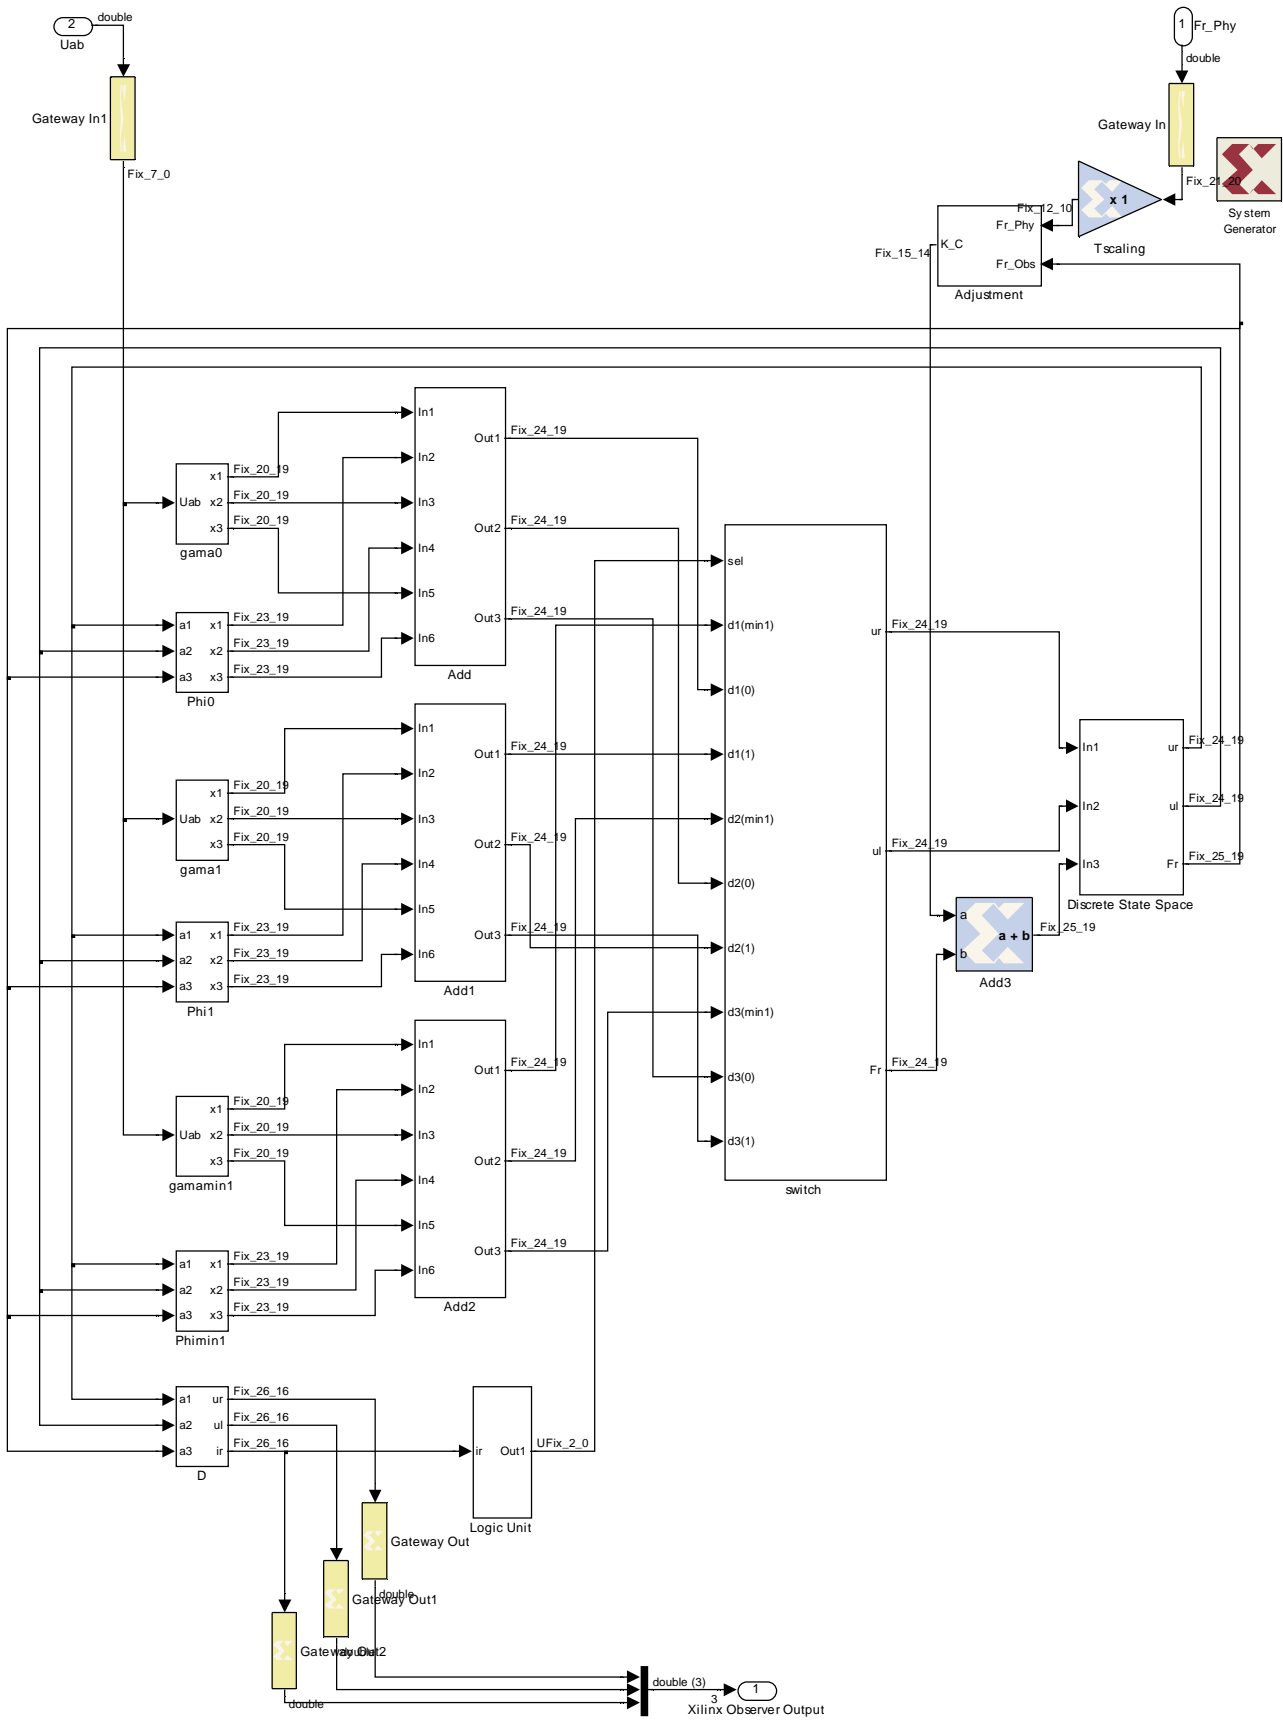 2
double
Uab
Gateway In1
Fix_7_0
1
Fr_Phy
double
Gateway In
Fix_21_20
System
Generator
x 1
Tscaling
Fix_12_10
Fr_Phy
K_C
Fr_Obs
Adjustment
Fix_15_14
Uab
x1
x2
x3
gama0
Fix_20_19
Fix_20_19
Fix_20_19
a1
a2
a3
x1
x2
x3
Phi0
Fix_23_19
Fix_23_19
Fix_23_19
In1
In2
In3
In4
In5
In6
Out1
Out2
Out3
Add
Fix_24_19
Fix_24_19
Fix_24_19
Uab
x1
x2
x3
gama1
Fix_20_19
Fix_20_19
Fix_20_19
a1
a2
a3
x1
x2
x3
Phi1
Fix_23_19
Fix_23_19
Fix_23_19
In1
In2
In3
In4
In5
In6
Out1
Out2
Out3
Add1
Fix_24_19
Fix_24_19
Fix_24_19
Uab
x1
x2
x3
gamamin1
Fix_20_19
Fix_20_19
Fix_20_19
a1
a2
a3
x1
x2
x3
Phimin1
Fix_23_19
Fix_23_19
Fix_23_19
In1
In2
In3
In4
In5
In6
Out1
Out2
Out3
Add2
Fix_24_19
Fix_24_19
Fix_24_19
sel
d1(min1)
d1(0)
d1(1)
d2(min1)
d2(0)
d2(1)
d3(min1)
d3(0)
d3(1)
ur
ul
Fr
switch
Fix_24_19
Fix_24_19
Fix_24_19
a
b
a + b
Add3
Fix_25_19
In1
In2
In3
ur
ul
Fr
Discrete State Space
Fix_24_19
Fix_24_19
Fix_25_19
a1
a2
a3
ur
ul
ir
D
Fix_26_16
Fix_26_16
Fix_26_16
ir
Out1
Logic Unit
UFix_2_0
Gateway Out
double
Gateway Out1
double
Gateway Out2
double
double (3)
3
1
Xilinx Observer Output